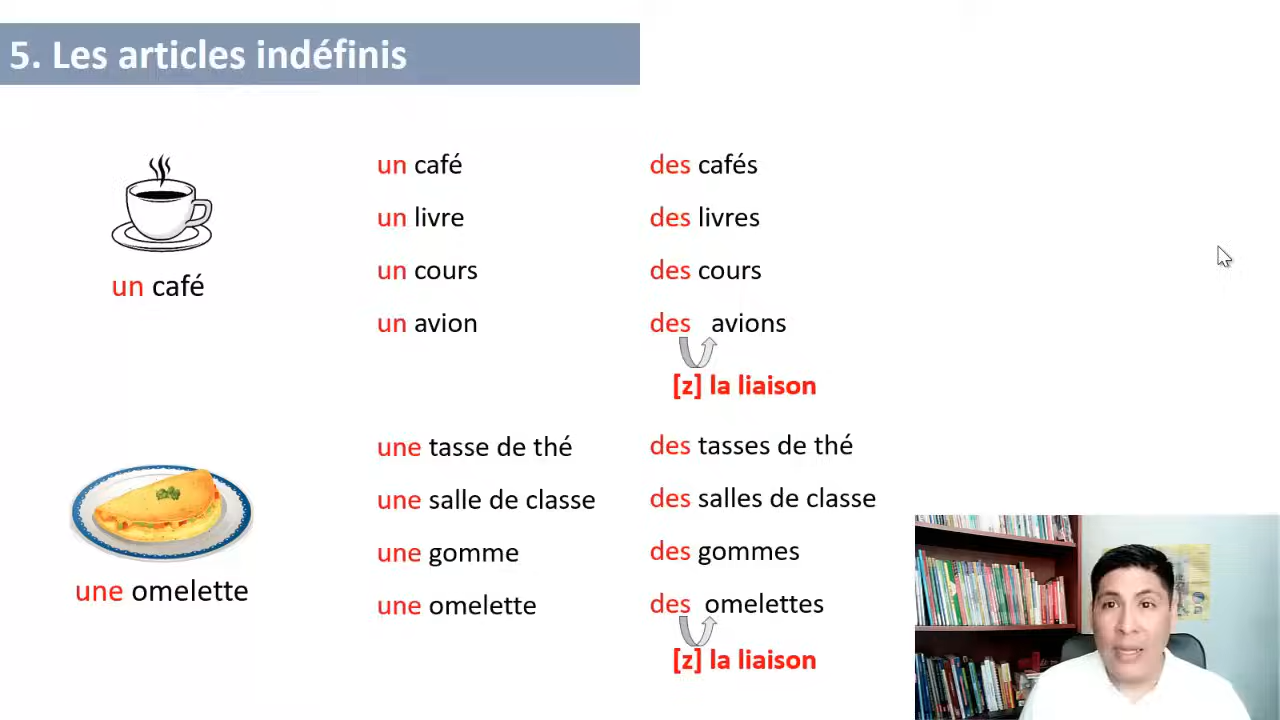 5. Les articles indéfinis
un café
un café
des cafés
un livre
des livres
un cours
des cours
un avion
des avions
[z] la liaison
une omelette
une tasse de thé
des tasses de thé
une salle de classe
des salles de classe
une gomme
des gommes
une omelette
des omelettes
[z] la liaison